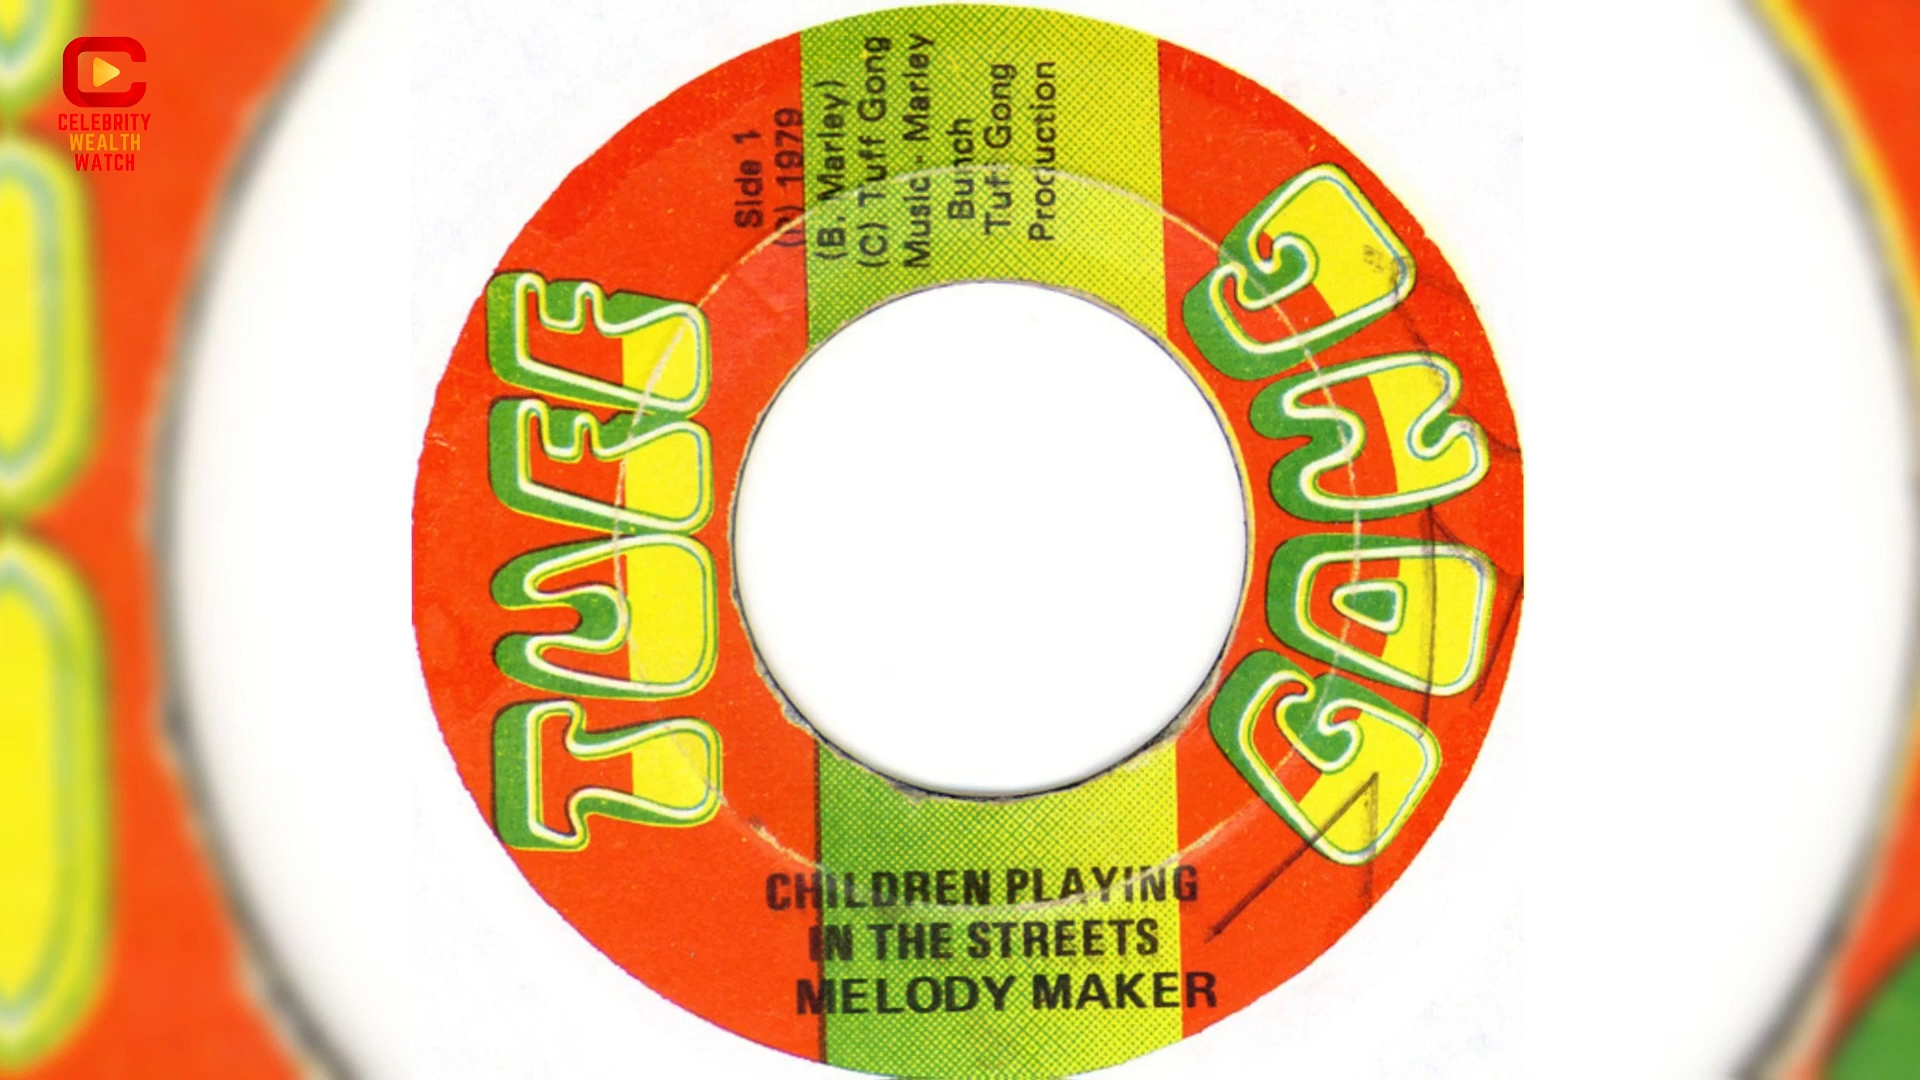 CELEBRITY
WEALTH
WATCH
Side 1
(P) 1979
(B. Marley)
(C) Tuff Gong
Music - Marley
Bunch
Tuff Gong
Production
TUFF
GONG
CHILDREN PLAYING
IN THE STREETS
MELODY MAKER